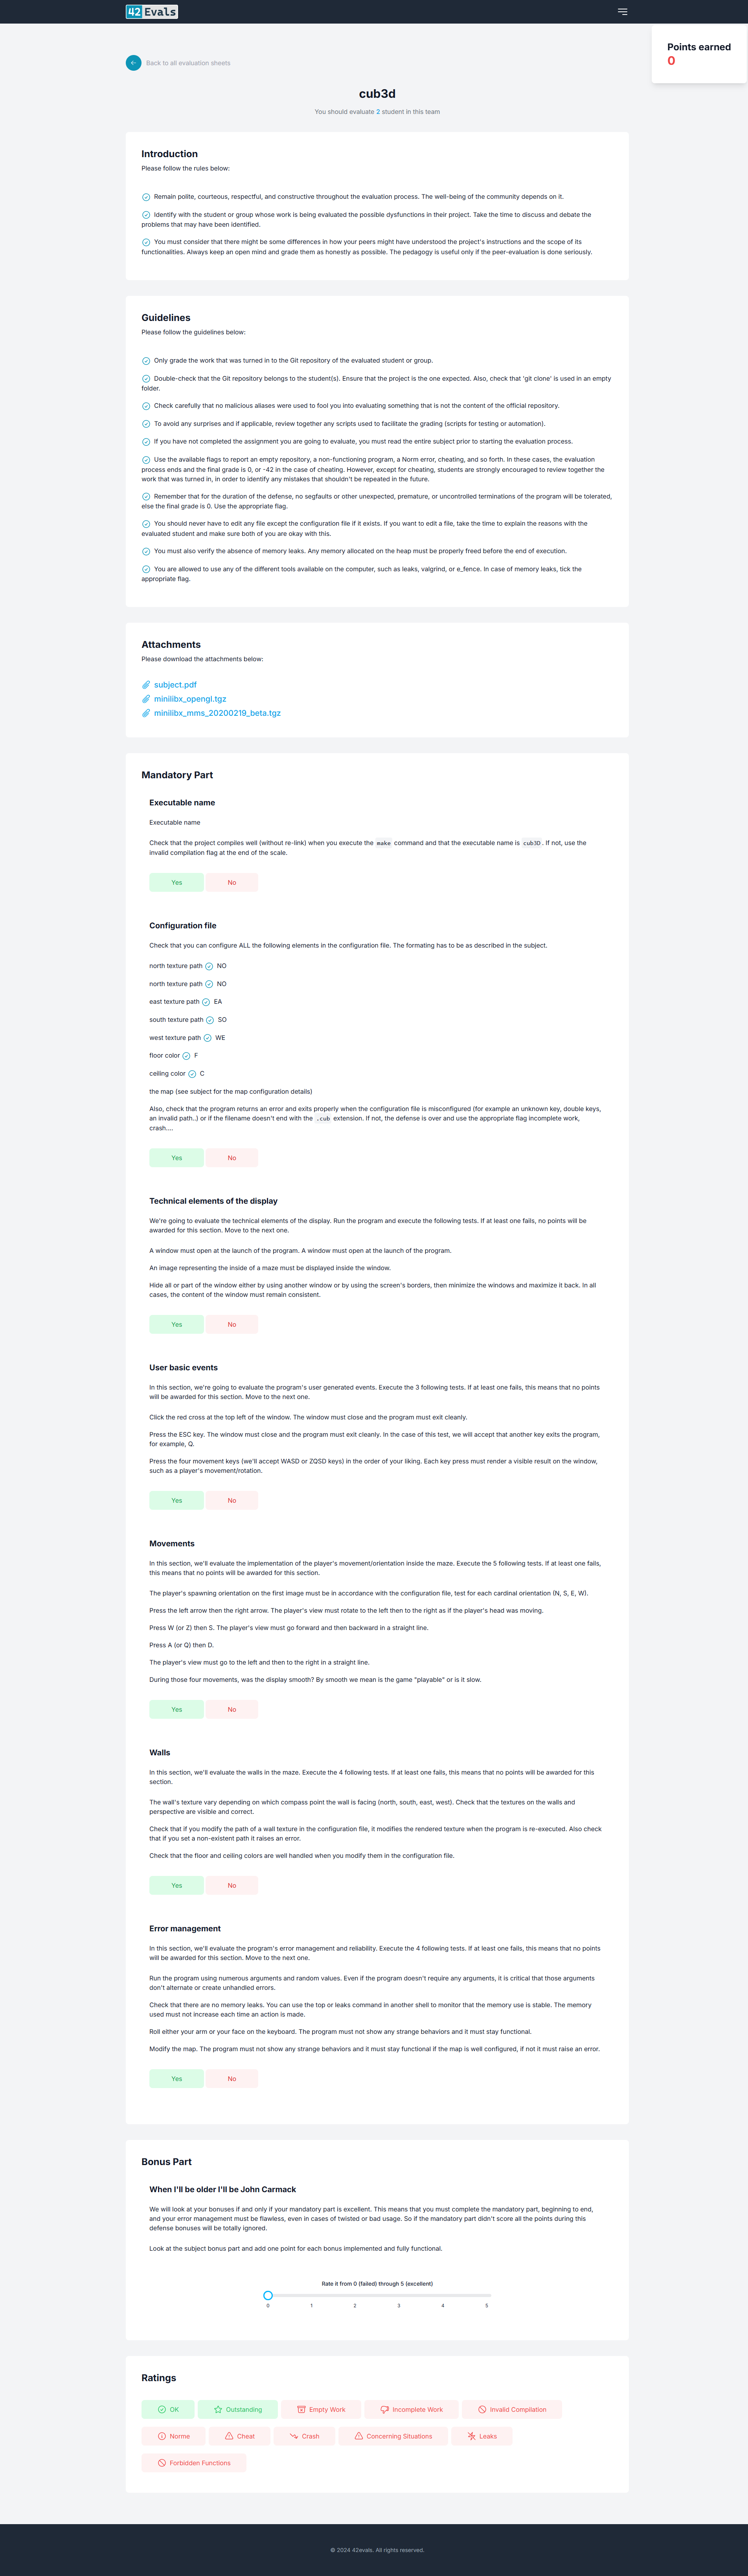 42 Evals
Points earned
0
Back to all evaluation sheets
cub3d
You should evaluate 2 student in this team
Introduction
Please follow the rules below:
Remain polite, courteous, respectful, and constructive throughout the evaluation process. The well-being of the community depends on it.
Identify with the student or group whose work is being evaluated the possible dysfunctions in their project. Take the time to discuss and debate the
problems that may have been identified.
You must consider that there might be some differences in how your peers might have understood the project's instructions and the scope of its
functionalities. Always keep an open mind and grade them as honestly as possible. The pedagogy is useful only if the peer-evaluation is done seriously.
Guidelines
Please follow the guidelines below:
Only grade the work that was turned in to the Git repository of the evaluated student or group.
Double-check that the Git repository belongs to the student(s). Ensure that the project is the one expected. Also, check that 'git clone' is used in an empty
folder.
Check carefully that no malicious aliases were used to fool you into evaluating something that is not the content of the official repository.
To avoid any surprises and if applicable, review together any scripts used to facilitate the grading (scripts for testing or automation).
If you have not completed the assignment you are going to evaluate, you must read the entire subject prior to starting the evaluation process.
Use the available flags to report an empty repository, a non-functioning program, a Norm error, cheating, and so forth. In these cases, the evaluation
process ends and the final grade is 0, or -42 in the case of cheating. However, except for cheating, students are strongly encouraged to review together the
work that was turned in, in order to identify any mistakes that shouldn't be repeated in the future.
Remember that for the duration of the defense, no segfaults or other unexpected, premature, or uncontrolled terminations of the program will be tolerated,
else the final grade is 0. Use the appropriate flag.
You should never have to edit any file except the configuration file if it exists. If you want to edit a file, take the time to explain the reasons with the
evaluated student and make sure both of you are okay with this.
You must also verify the absence of memory leaks. Any memory allocated on the heap must be properly freed before the end of execution.
You are allowed to use any of the different tools available on the computer, such as leaks, valgrind, or e_fence. In case of memory leaks, tick the
appropriate flag.
Attachments
Please download the attachments below:
subject.pdf
minilibx_opengl.tgz
minilibx_mms_20200219_beta.tgz
Mandatory Part
Executable name
Executable name
Check that the project compiles well (without re-link) when you execute the make command and that the executable name is cub3D. If not, use the
invalid compilation flag at the end of the scale.
Yes No
Configuration file
Check that you can configure ALL the following elements in the configuration file. The formating has to be as described in the subject.
north texture path NO
north texture path NO
east texture path EA
south texture path SO
west texture path WE
floor color F
ceiling color C
the map (see subject for the map configuration details)
Also, check that the program returns an error and exits properly when the configuration file is misconfigured (for example an unknown key, double keys,
an invalid path..) or if the filename doesn't end with the .cub extension. If not, the defense is over and use the appropriate flag incomplete work,
crash....
Yes No
Technical elements of the display
We're going to evaluate the technical elements of the display. Run the program and execute the following tests. If at least one fails, no points will be
awarded for this section. Move to the next one.
A window must open at the launch of the program. A window must open at the launch of the program.
An image representing the inside of a maze must be displayed inside the window.
Hide all or part of the window either by using another window or by using the screen's borders, then minimize the windows and maximize it back. In all
cases, the content of the window must remain consistent.
Yes No
User basic events
In this section, we're going to evaluate the program's user generated events. Execute the 3 following tests. If at least one fails, this means that no points
will be awarded for this section. Move to the next one.
Click the red cross at the top left of the window. The window must close and the program must exit cleanly.
Press the ESC key. The window must close and the program must exit cleanly. In the case of this test, we will accept that another key exits the program,
for example, Q.
Press the four movement keys (we'll accept WASD or ZQSD keys) in the order of your liking. Each key press must render a visible result on the window,
such as a player's movement/rotation.
Yes No
Movements
In this section, we'll evaluate the implementation of the player's movement/orientation inside the maze. Execute the 5 following tests. If at least one fails,
this means that no points will be awarded for this section.
The player's spawning orientation on the first image must be in accordance with the configuration file, test for each cardinal orientation (N, S, E, W).
Press the left arrow then the right arrow. The player's view must rotate to the left then to the right as if the player's head was moving.
Press W (or Z) then S. The player's view must go forward and then backward in a straight line.
Press A (or Q) then D.
The player's view must go to the left and then to the right in a straight line.
During those four movements, was the display smooth? By smooth we mean is the game "playable" or is it slow.
Yes No
Walls
In this section, we'll evaluate the walls in the maze. Execute the 4 following tests. If at least one fails, this means that no points will be awarded for this
section.
The wall's texture vary depending on which compass point the wall is facing (north, south, east, west). Check that the textures on the walls and
perspective are visible and correct.
Check that if you modify the path of a wall texture in the configuration file, it modifies the rendered texture when the program is re-executed. Also check
that if you set a non-existent path it raises an error.
Check that the floor and ceiling colors are well handled when you modify them in the configuration file.
Yes No
Error management
In this section, we'll evaluate the program's error management and reliability. Execute the 4 following tests. If at least one fails, this means that no points
will be awarded for this section. Move to the next one.
Run the program using numerous arguments and random values. Even if the program doesn't require any arguments, it is critical that those arguments
don't alternate or create unhandled errors.
Check that there are no memory leaks. You can use the top or leaks command in another shell to monitor that the memory use is stable. The memory
used must not increase each time an action is made.
Roll either your arm or your face on the keyboard. The program must not show any strange behaviors and it must stay functional.
Modify the map. The program must not show any strange behaviors and it must stay functional if the map is well configured, if not it must raise an error.
Yes No
Bonus Part
When I'll be older I'll be John Carmack
We will look at your bonuses if and only if your mandatory part is excellent. This means that you must complete the mandatory part, beginning to end,
and your error management must be flawless, even in cases of twisted or bad usage. So if the mandatory part didn't score all the points during this
defense bonuses will be totally ignored.
Look at the subject bonus part and add one point for each bonus implemented and fully functional.
Rate it from 0 (failed) through 5 (excellent)
0 1 2 3 4 5
Ratings
OK Outstanding Empty Work Incomplete Work Invalid Compilation
Norme Cheat Crash Concerning Situations Leaks
Forbidden Functions
© 2024 42evals. All rights reserved.